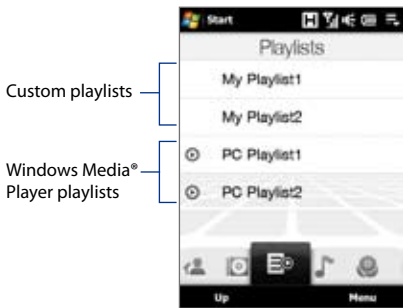 Start
Playlists
My Playlist1
Custom playlists
My Playlist2
PC Playlist1
Windows Media®
Player playlists
PC Playlist2
Up
Menu